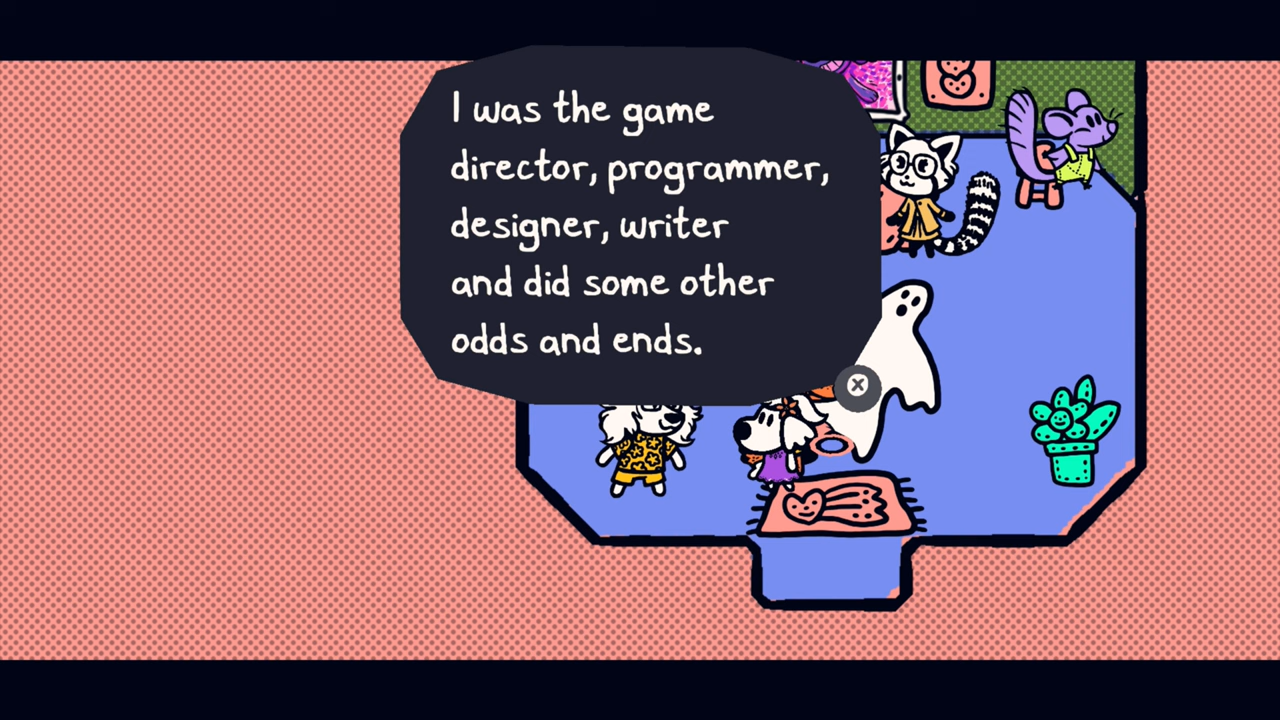 I was the game
director, programmer,
designer, writer
and did some other
odds and ends.
X